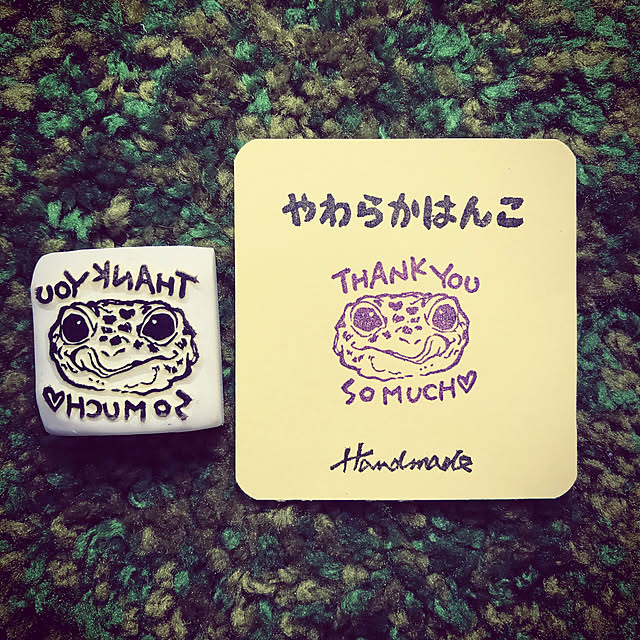 THANK YOU
SO MUCH♡
やわらかはんこ
THANK YOU
SO MUCH♡
Handmade